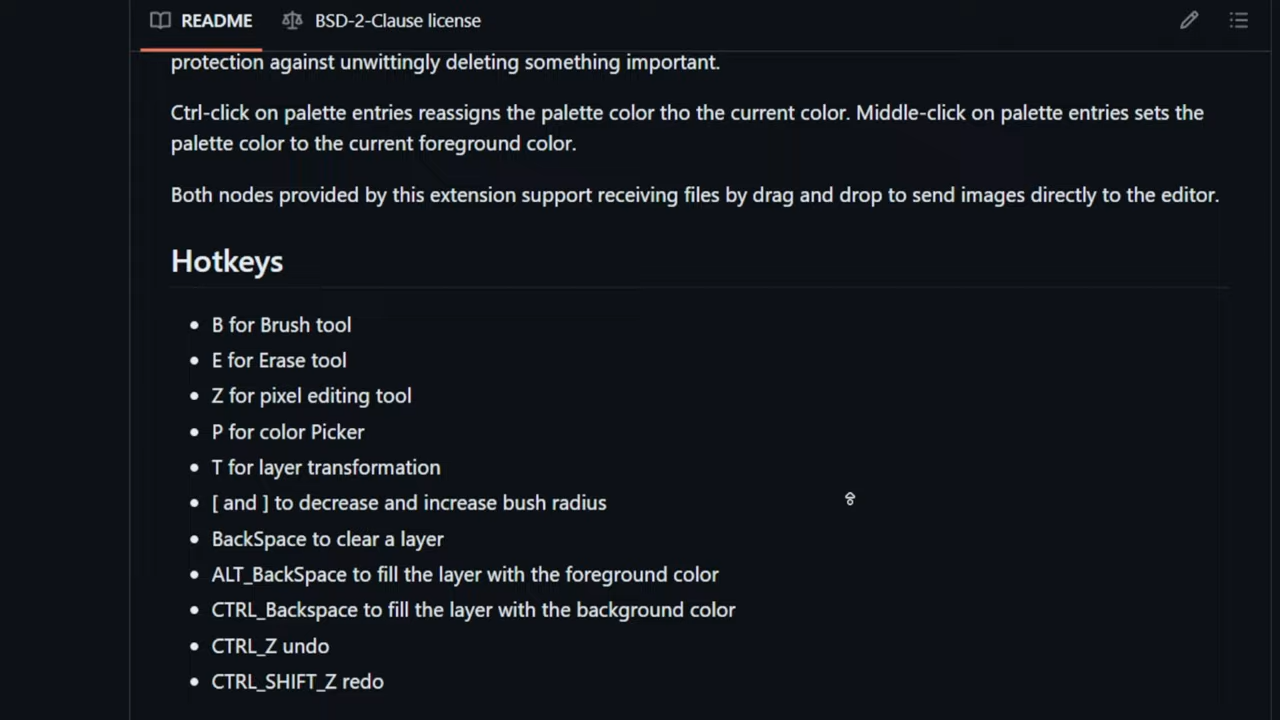 README
BSD-2-Clause license
protection against unwittingly deleting something important.
Ctrl-click on palette entries reassigns the palette color tho the current color. Middle-click on palette entries sets the
palette color to the current foreground color.
Both nodes provided by this extension support receiving files by drag and drop to send images directly to the editor.
Hotkeys
• B for Brush tool
• E for Erase tool
• Z for pixel editing tool
• P for color Picker
• T for layer transformation
• [ and ] to decrease and increase bush radius
• BackSpace to clear a layer
• ALT_BackSpace to fill the layer with the foreground color
• CTRL_Backspace to fill the layer with the background color
• CTRL_Z undo
• CTRL_SHIFT_Z redo